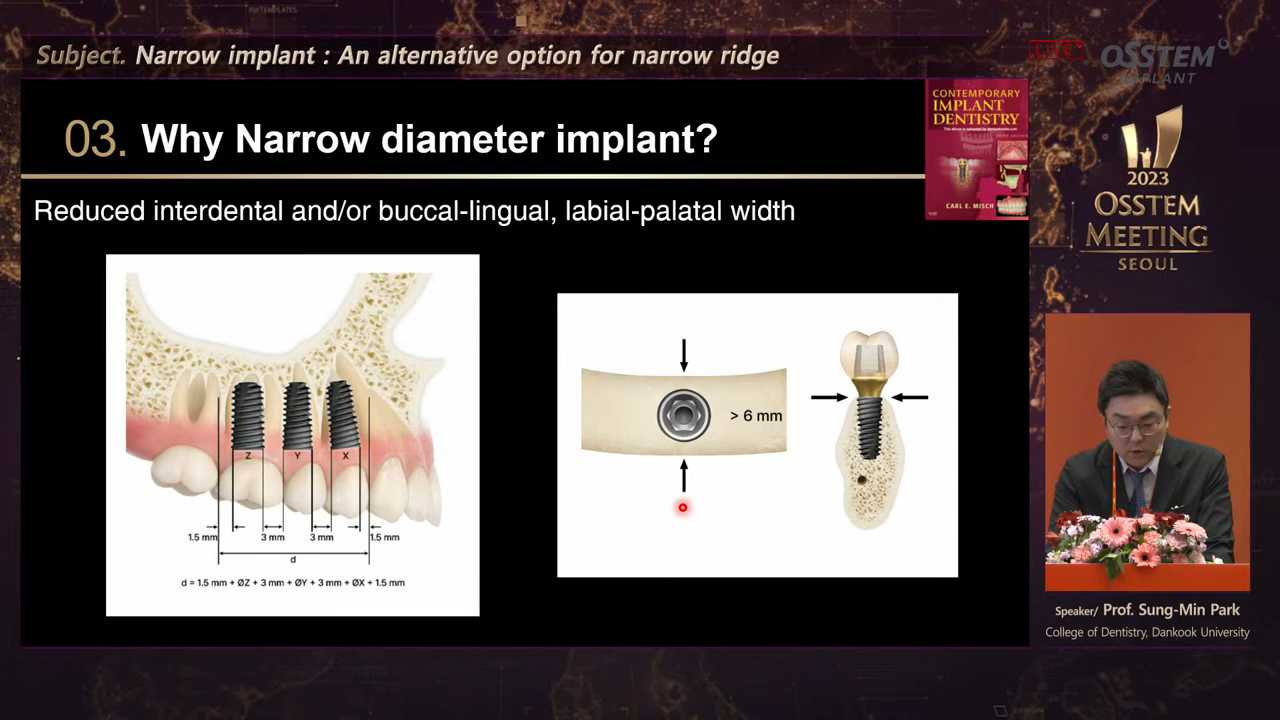 Subject. Narrow implant : An alternative option for narrow ridge
LIVE
OSSTEM
IMPLANT
03. Why Narrow diameter implant?
CONTEMPORARY
IMPLANT
DENTISTRY
CARL E. MISCH
2023
OSSTEM
MEETING
SEOUL
Reduced interdental and/or buccal-lingual, labial-palatal width
Z Y X
1.5 mm 3 mm 3 mm 1.5 mm
d
d = 1.5 mm + ØZ + 3 mm + ØY + 3 mm + ØX + 1.5 mm
> 6 mm
Speaker/ Prof. Sung-Min Park
College of Dentistry, Dankook University